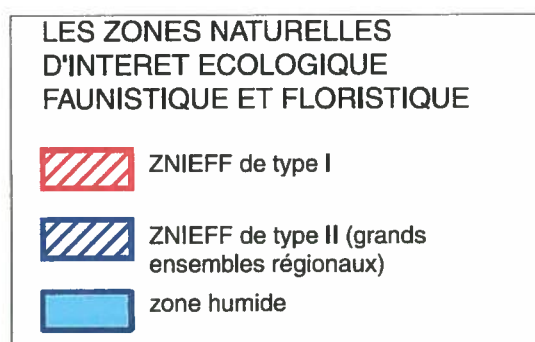 LES ZONES NATURELLES
D'INTERET ECOLOGIQUE
FAUNISTIQUE ET FLORISTIQUE
ZNIEFF de type I
ZNIEFF de type II (grands
ensembles régionaux)
zone humide